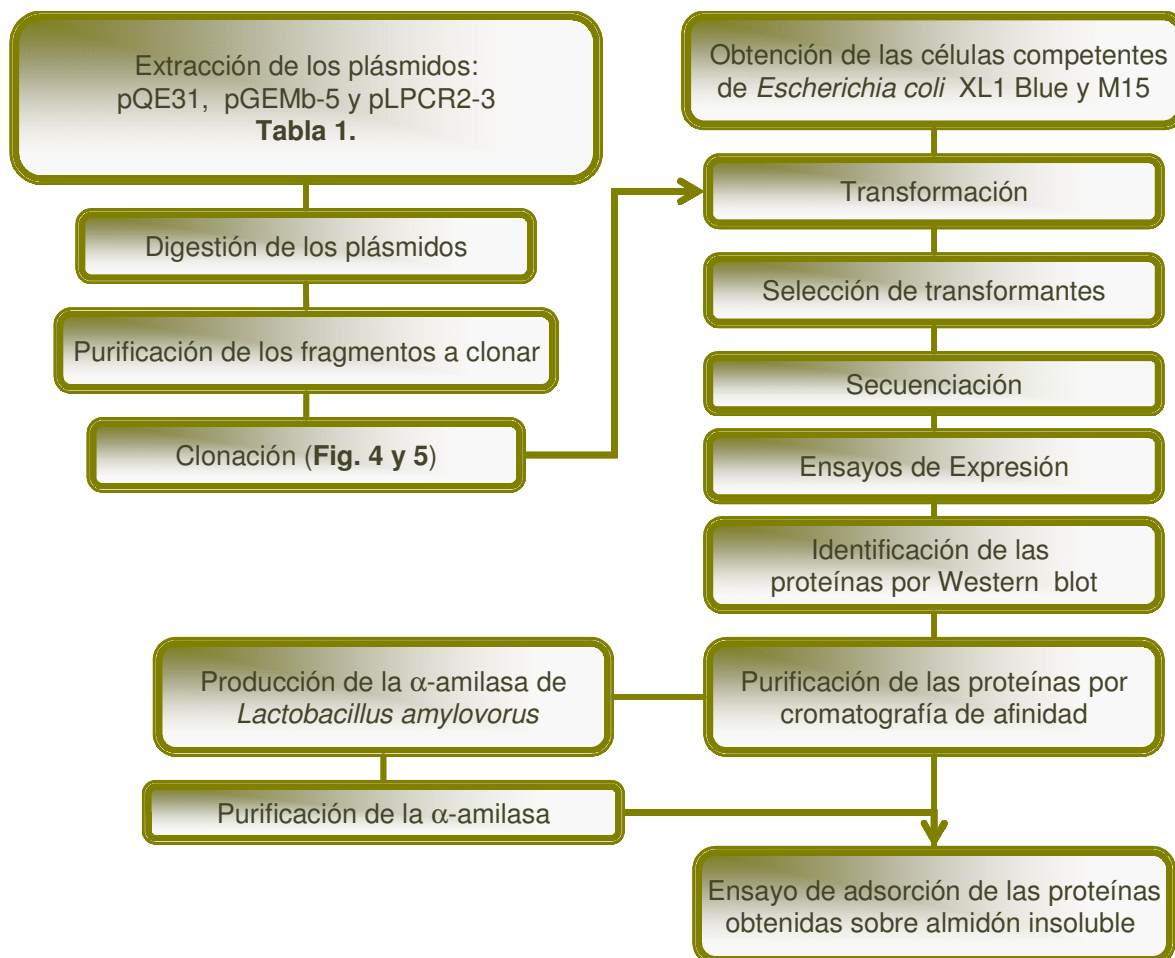 Extracción de los plásmidos:
pQE31, pGEMb-5 y pLPCR2-3
Tabla 1.
Digestión de los plásmidos
Purificación de los fragmentos a clonar
Clonación (Fig. 4 y 5)
Obtención de las células competentes
de Escherichia coli XL1 Blue y M15
Transformación
Selección de transformantes
Secuenciación
Ensayos de Expresión
Identificación de las
proteínas por Western blot
Purificación de las proteínas por
cromatografía de afinidad
Producción de la α-amilasa de
Lactobacillus amylovorus
Purificación de la α-amilasa
Ensayo de adsorción de las proteínas
obtenidas sobre almidón insoluble